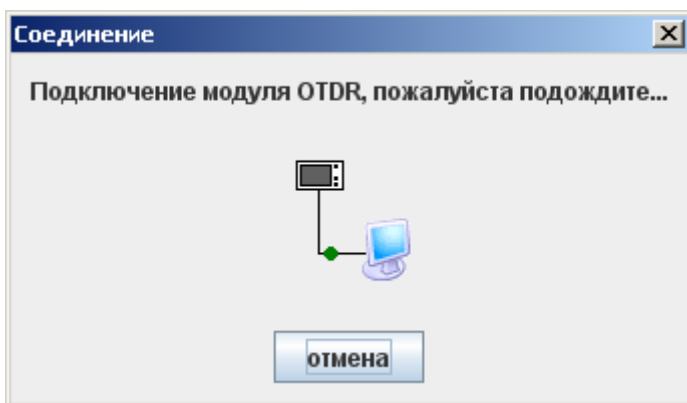 Соединение
Подключение модуля OTDR, пожалуйста подождите...
отмена